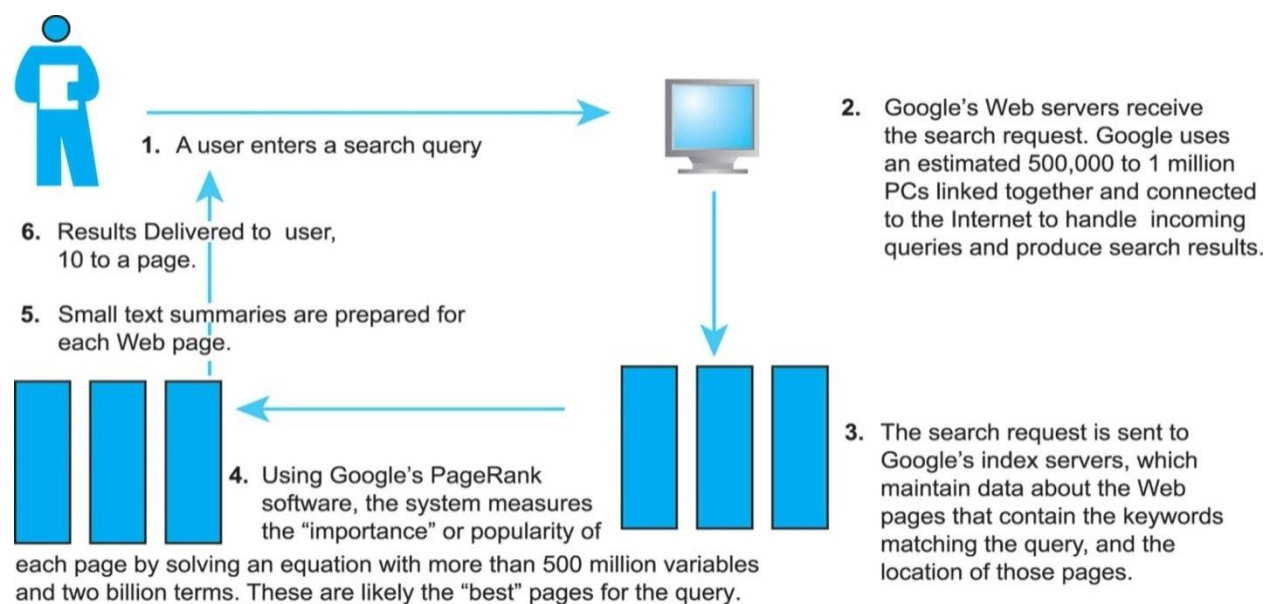 1. A user enters a search query
2. Google's Web servers receive
the search request. Google uses
an estimated 500,000 to 1 million
PCs linked together and connected
to the Internet to handle incoming
queries and produce search results.
3. The search request is sent to
Google's index servers, which
maintain data about the Web
pages that contain the keywords
matching the query, and the
location of those pages.
4. Using Google's PageRank
software, the system measures
the “importance” or popularity of
each page by solving an equation with more than 500 million variables
and two billion terms. These are likely the “best” pages for the query.
5. Small text summaries are prepared for
each Web page.
6. Results Delivered to user,
10 to a page.